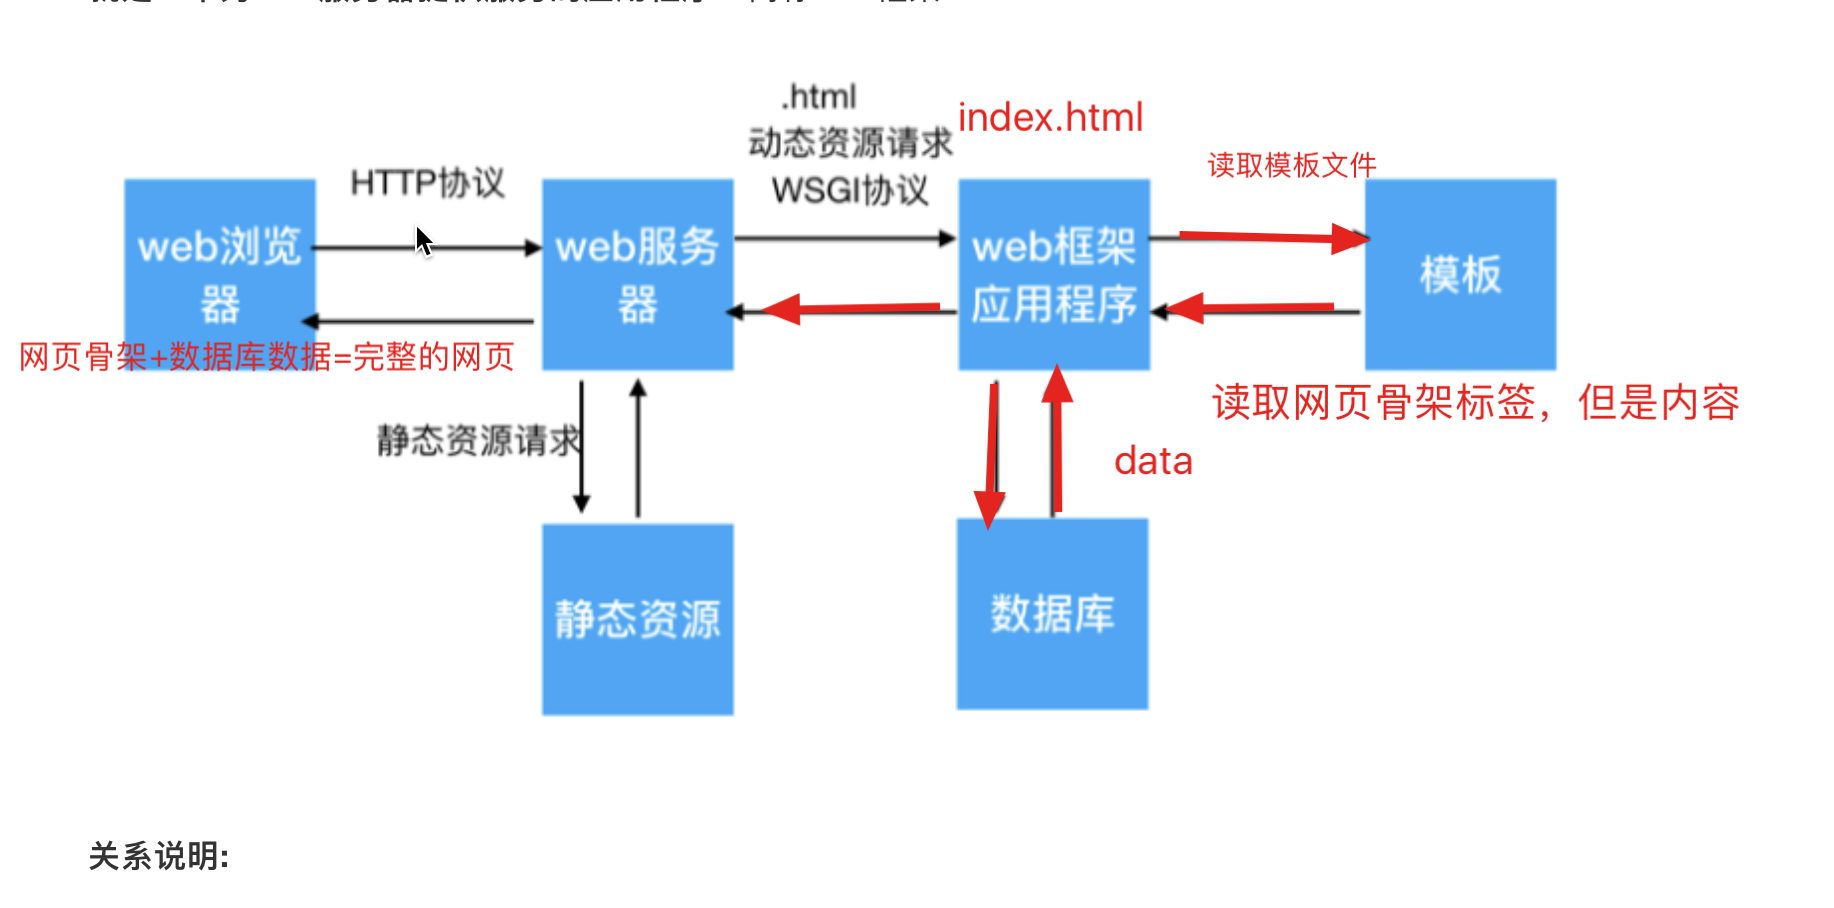 .html
index.html
动态资源请求
读取模板文件
HTTP协议
WSGI协议
web浏览
器
web服务
器
web框架
应用程序
模板
网页骨架+数据库数据=完整的网页
读取网页骨架标签，但是内容
静态资源请求
data
静态资源
数据库
关系说明: